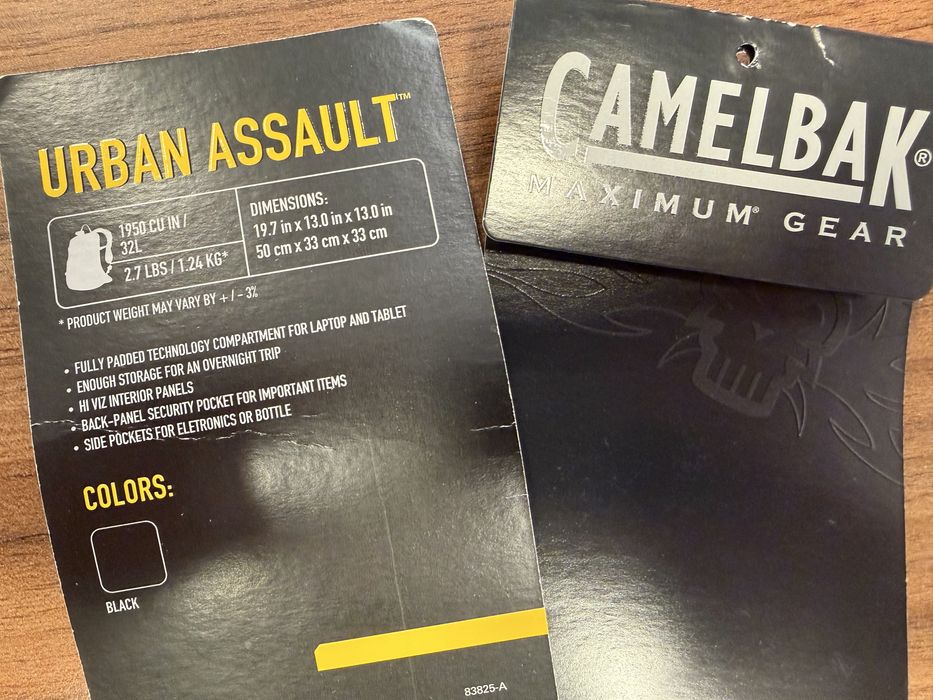 URBAN ASSAULT™
1950 CU IN /
32L
2.7 LBS / 1.24 KG*
DIMENSIONS:
19.7 in x 13.0 in x 13.0 in
50 cm x 33 cm x 33 cm
* PRODUCT WEIGHT MAY VARY BY + / - 3%
• FULLY PADDED TECHNOLOGY COMPARTMENT FOR LAPTOP AND TABLET
• ENOUGH STORAGE FOR AN OVERNIGHT TRIP
• HI VIZ INTERIOR PANELS
• BACK-PANEL SECURITY POCKET FOR IMPORTANT ITEMS
• SIDE POCKETS FOR ELETRONICS OR BOTTLE
COLORS:
BLACK
83825-A
CAMELBAK®
MAXIMUM® GEAR